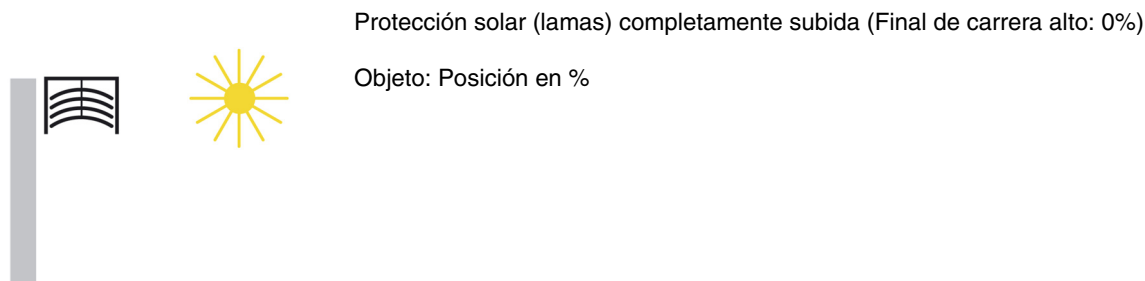 Protección solar (lamas) completamente subida (Final de carrera alto: 0%)
Objeto: Posición en %